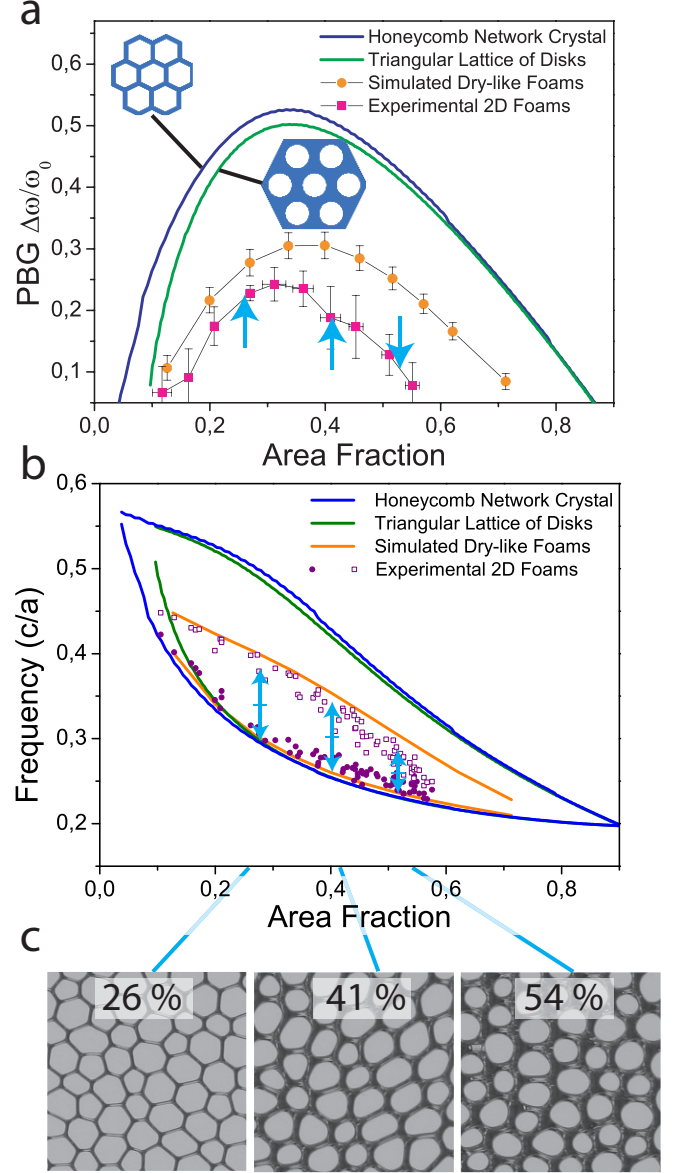 a
Honeycomb Network Crystal
Triangular Lattice of Disks
Simulated Dry-like Foams
Experimental 2D Foams
0,6
0,5
0,4
0,3
0,2
0,1
PBG Δω/ω₀
0,0 0,2 0,4 0,6 0,8
Area Fraction
b
Honeycomb Network Crystal
Triangular Lattice of Disks
Simulated Dry-like Foams
Experimental 2D Foams
0,6
0,5
0,4
0,3
0,2
Frequency (c/a)
0,0 0,2 0,4 0,6 0,8
Area Fraction
c
26 % 41 % 54 %